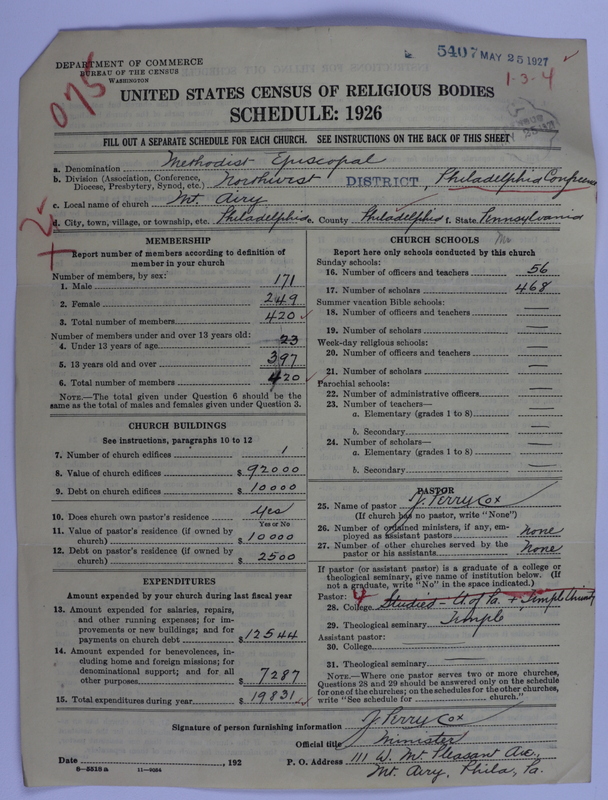 5407 MAY 25 1927
DEPARTMENT OF COMMERCE
BUREAU OF THE CENSUS
WASHINGTON
075
1-3-4
UNITED STATES CENSUS OF RELIGIOUS BODIES
SCHEDULE: 1926
FILL OUT A SEPARATE SCHEDULE FOR EACH CHURCH. SEE INSTRUCTIONS ON THE BACK OF THIS SHEET
a. Denomination Methodist Episcopal
b. Division (Association, Conference, Diocese, Presbytery, Synod, etc.) Northwest DISTRICT, Philadelphia Conference
c. Local name of church Mt. Airy
d. City, town, village, or township, etc. Philadelphia e. County Philadelphia f. State Pennsylvania
MEMBERSHIP
Report number of members according to definition of
member in your church
Number of members, by sex:
1. Male 171
2. Female 249
3. Total number of members 420
Number of members under and over 13 years old:
4. Under 13 years of age 23
5. 13 years old and over 397
6. Total number of members 420
NOTE.—The total given under Question 6 should be the
same as the total of males and females given under Question 3.
CHURCH BUILDINGS
See instructions, paragraphs 10 to 12
7. Number of church edifices 1
8. Value of church edifices $ 92000
9. Debt on church edifices $ 10000
10. Does church own pastor's residence Yes
Yes or No
11. Value of pastor's residence (if owned by
church) $ 10000
12. Debt on pastor's residence (if owned by
church) $ 2500
EXPENDITURES
Amount expended by your church during last fiscal year
13. Amount expended for salaries, repairs,
and other running expenses; for im-
provements or new buildings; and for
payments on church debt $ 12544
14. Amount expended for benevolences, in-
cluding home and foreign missions; for
denominational support; and for all
other purposes $ 7287
15. Total expenditures during year $ 19831
CHURCH SCHOOLS
Report here only schools conducted by this church
Sunday schools:
16. Number of officers and teachers 56
17. Number of scholars 468
Summer vacation Bible schools:
18. Number of officers and teachers —
19. Number of scholars —
Week-day religious schools:
20. Number of officers and teachers —
21. Number of scholars —
Parochial schools:
22. Number of administrative officers —
23. Number of teachers—
a. Elementary (grades 1 to 8) —
b. Secondary —
24. Number of scholars—
a. Elementary (grades 1 to 8) —
b. Secondary —
PASTOR
25. Name of pastor J. Perry Cox
(If church has no pastor, write "None")
26. Number of ordained ministers, if any, em-
ployed as assistant pastors None
27. Number of other churches served by the
pastor or his assistants None
If pastor (or assistant pastor) is a graduate of a college or
theological seminary, give name of institution below. (If
not a graduate, write "No" in the space indicated.)
Pastor:
28. College Studied - U. of Pa. + Temple University
29. Theological seminary Temple
Assistant pastor:
30. College
31. Theological seminary
NOTE.—Where one pastor serves two or more churches,
Questions 28 and 29 should be answered only on the schedule
for one of the churches; on the schedules for the other churches,
write "See schedule for church."
Signature of person furnishing information J. Perry Cox
Official title Minister
Date , 192 P. O. Address 111 W. Mt. Pleasant Ave.,
8—5518a 11—8064 Mt. Airy, Phila., Pa.